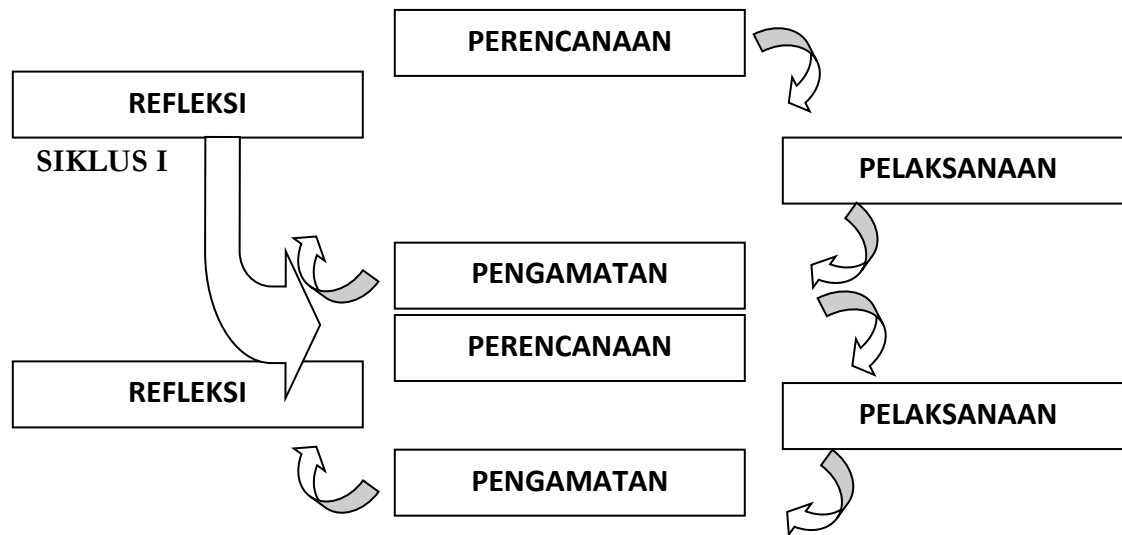 PERENCANAAN
REFLEKSI
SIKLUS I
PELAKSANAAN
PENGAMATAN
PERENCANAAN
REFLEKSI
PELAKSANAAN
PENGAMATAN